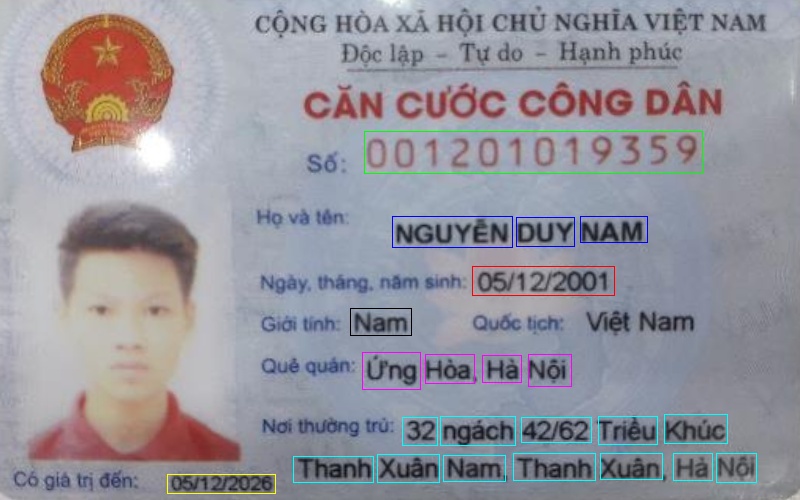 CỘNG HÒA XÃ HỘI CHỦ NGHĨA VIỆT NAM
Độc lập - Tự do - Hạnh phúc
CĂN CƯỚC CÔNG DÂN
Số: 001201019359
Họ và tên: NGUYỄN DUY NAM
Ngày, tháng, năm sinh: 05/12/2001
Giới tính: Nam Quốc tịch: Việt Nam
Quê quán: Ứng Hòa, Hà Nội
Nơi thường trú: 32 ngách 42/62 Triều Khúc
Thanh Xuân Nam, Thanh Xuân, Hà Nội
Có giá trị đến: 05/12/2026